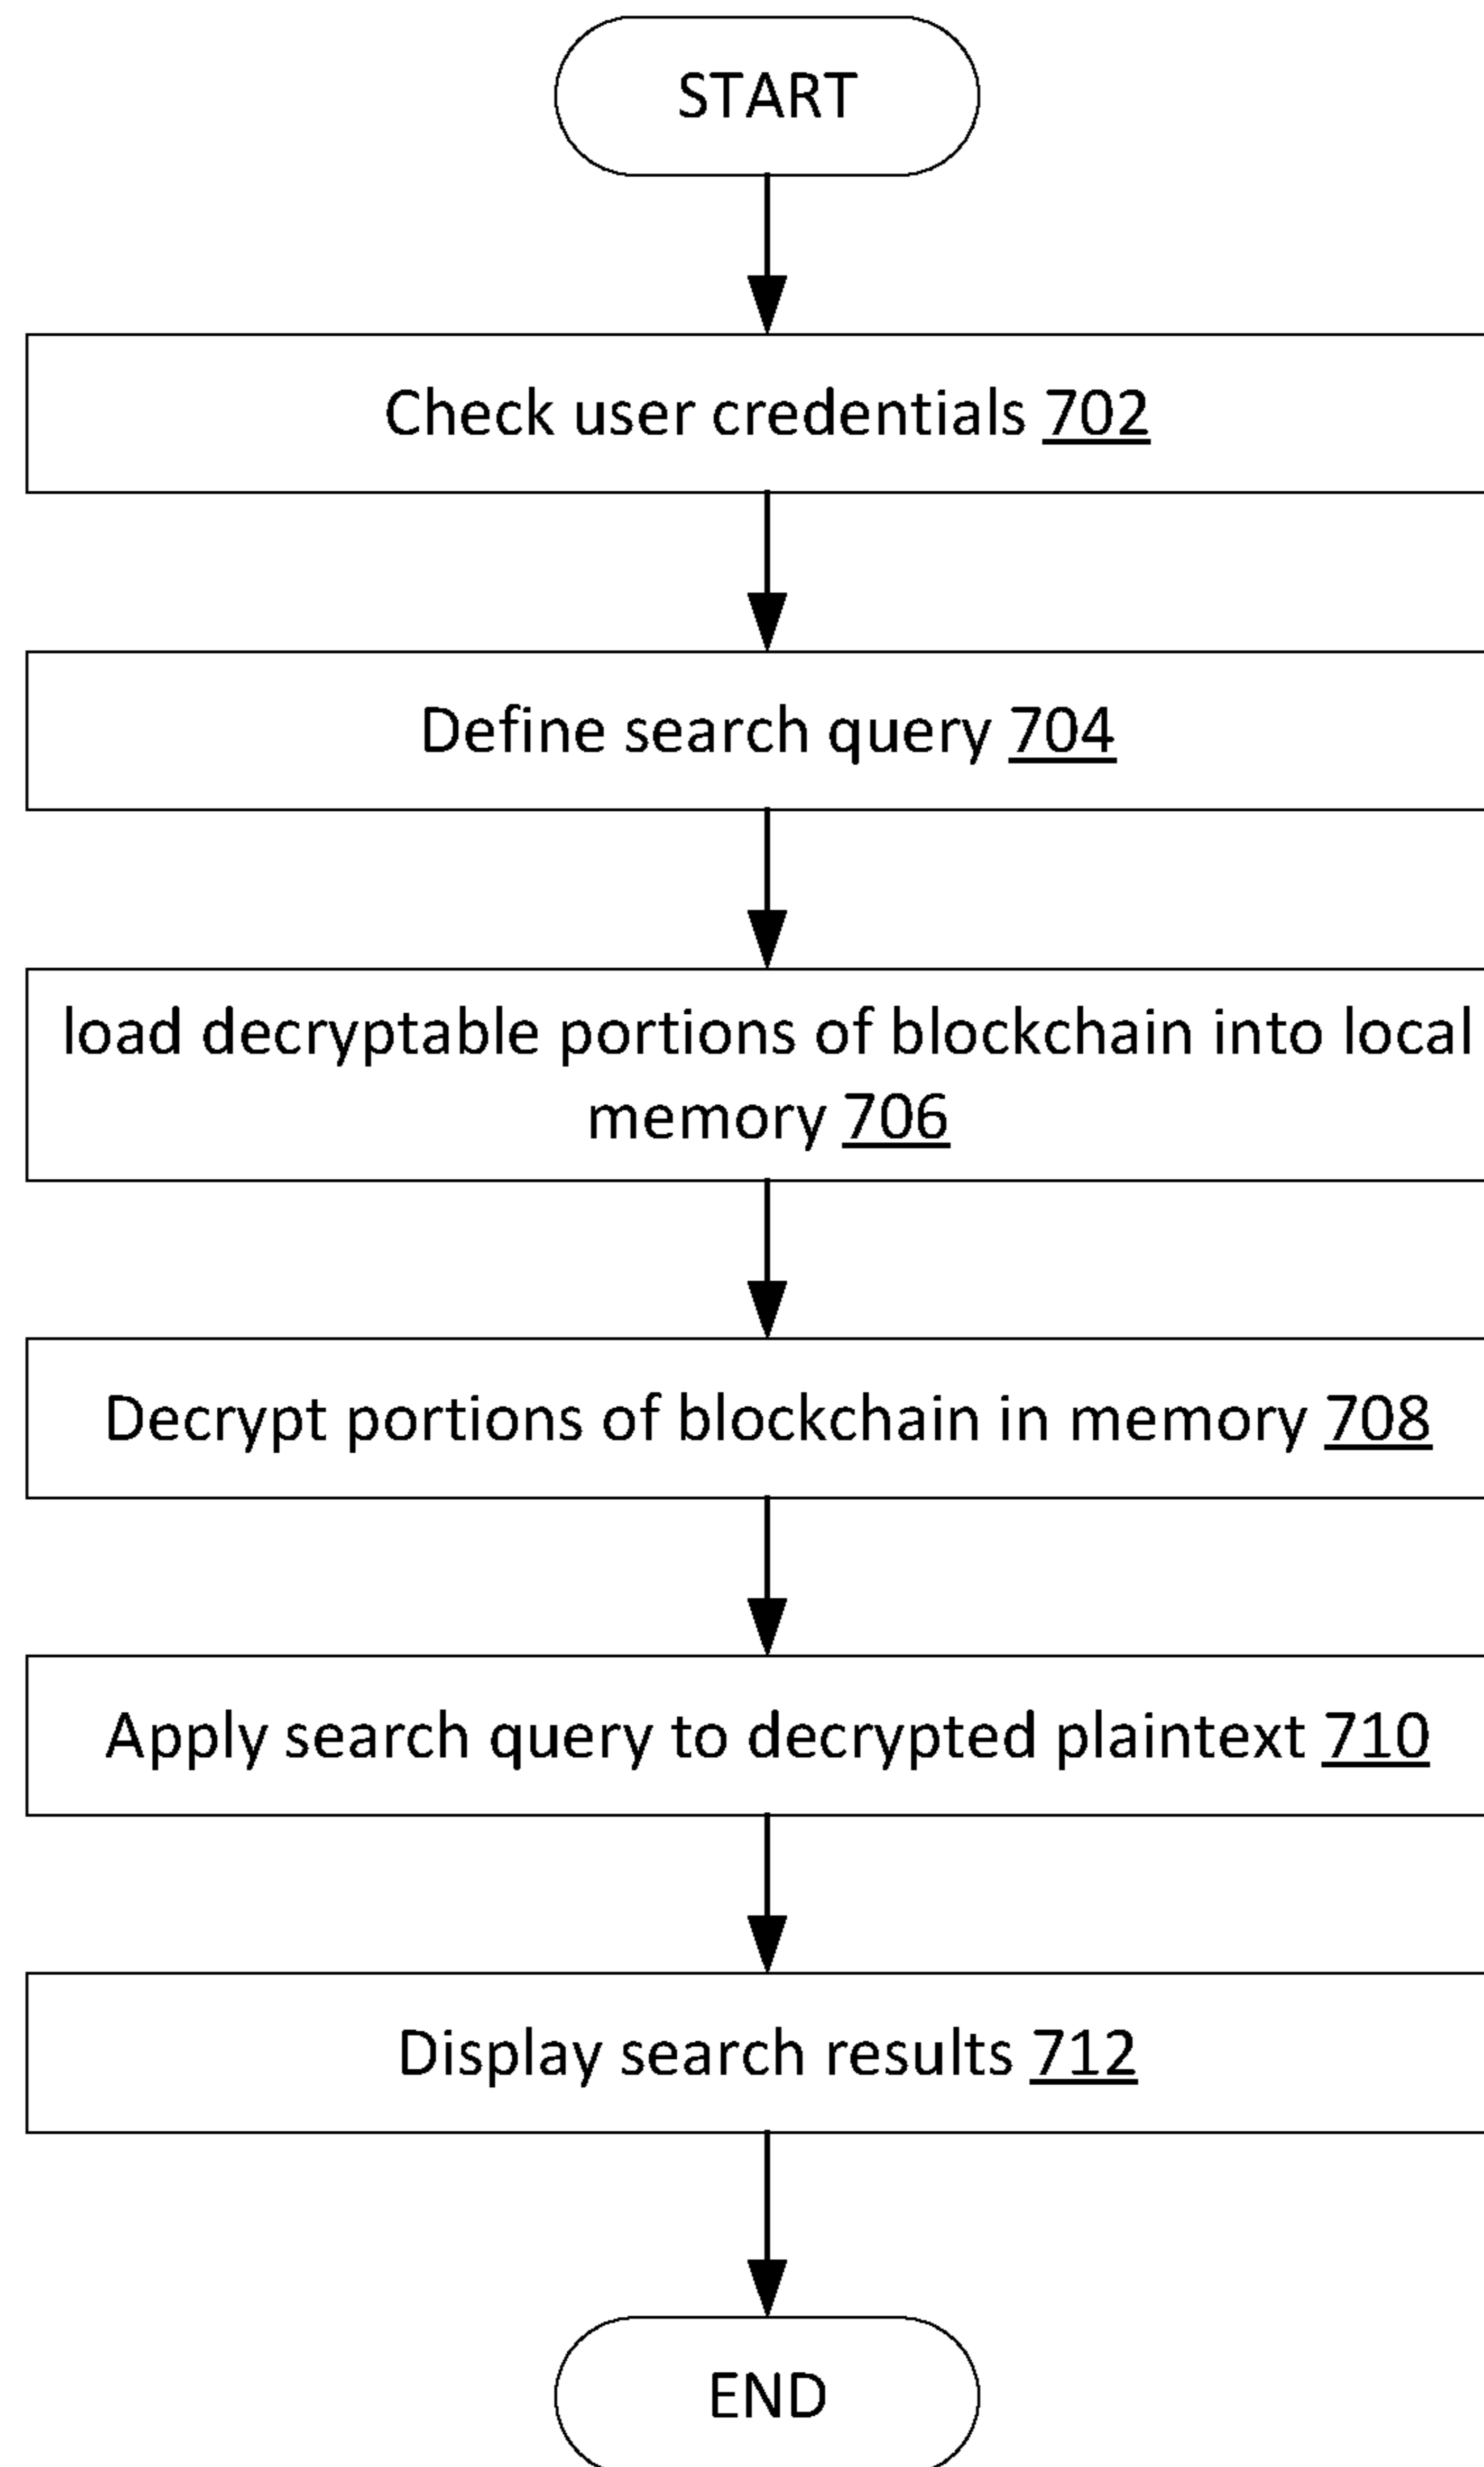 START
Check user credentials 702
Define search query 704
load decryptable portions of blockchain into local
memory 706
Decrypt portions of blockchain in memory 708
Apply search query to decrypted plaintext 710
Display search results 712
END